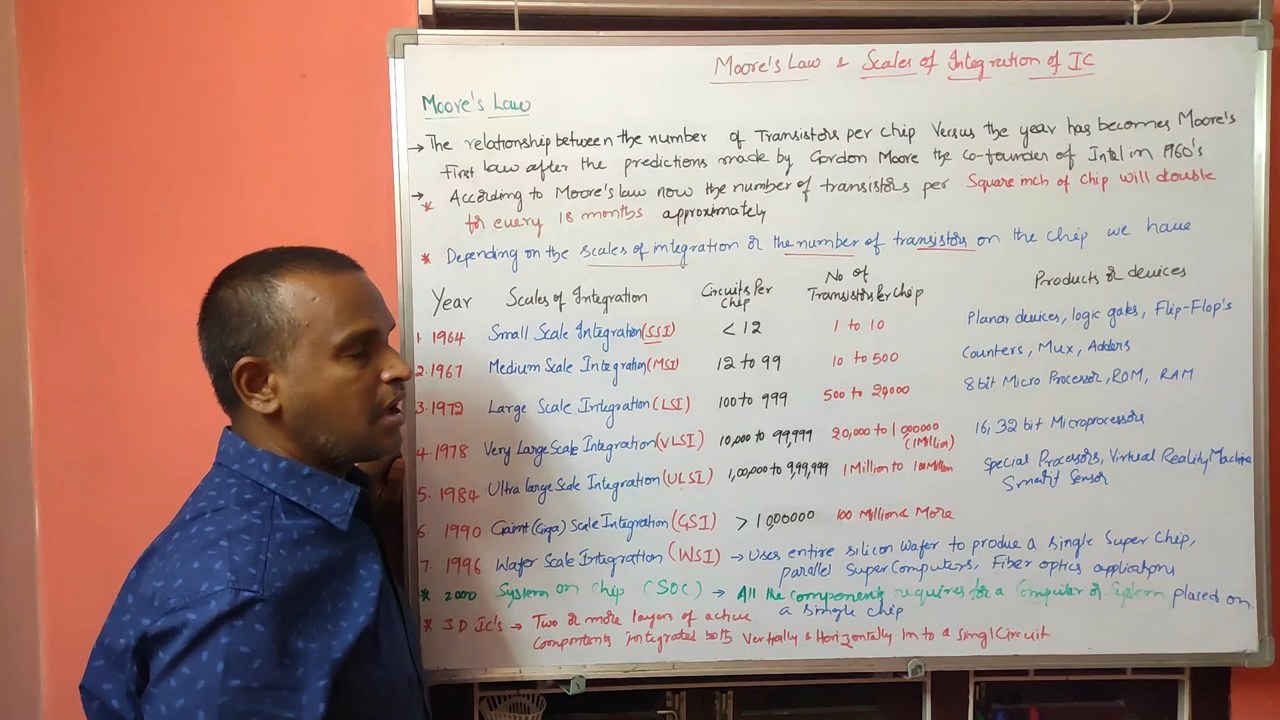 Moore's Law & Scales of Integration of IC
Moore's Law
→ The relationship between the number of Transistors per chip Versus the year has becomes Moore's
First law after the predictions made by Gordon Moore the co-founder of Intel in 1960's
→ According to Moore's law now the number of transistors per Square inch of chip will double
* for every 18 months approximately
* Depending on the scales of integration or the number of transistors on the chip we have
Year Scales of Integration Circuits Per Chip No of Transistors Per Chip Products & devices
1. 1964 Small Scale Integration (SSI) < 12 1 to 10 Planar devices, logic gates, Flip-Flop's
2. 1967 Medium Scale Integration (MSI) 12 to 99 10 to 500 Counters, Mux, Adders
3. 1972 Large Scale Integration (LSI) 100 to 999 500 to 20,000 8 bit Micro Processor, ROM, RAM
4. 1978 Very Large Scale Integration (VLSI) 10,000 to 99,999 20,000 to 1000000 (1 Million) 16, 32 bit Microprocessors
5. 1984 Ultra large Scale Integration (ULSI) 1,00,000 to 9,99,999 1 Million to 100 Million Special Processors, Virtual Reality Machine
Smart Sensor
6. 1990 Gaint (Giga) Scale Integration (GSI) > 1000000 100 Million & More
7. 1996 Wafer Scale Intigration (WSI) → Uses entire silicon Wafer to produe a single Super Chip,
parallel Super Computers, Fiber optics applications
* 2000 System on Chip (SOC) → All the components requires for a Computer or System placed on
a single chip
* 3D Ic's → Two or more layers of active
Components integrated both Vertically & Horizontally in to a Singl Circuit